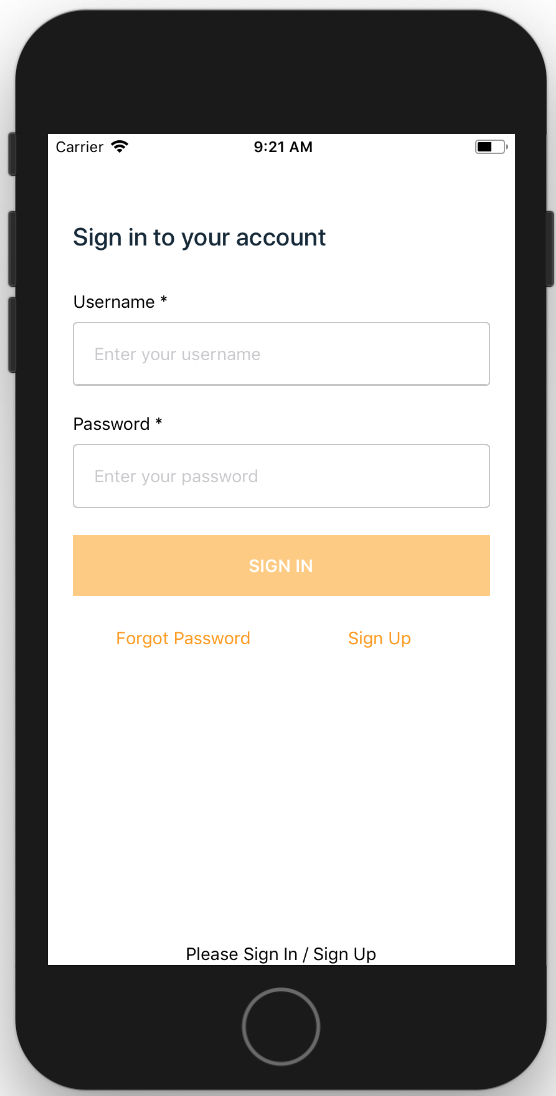 Carrier 9:21 AM
Sign in to your account
Username *
Enter your username
Password *
Enter your password
SIGN IN
Forgot Password Sign Up
Please Sign In / Sign Up